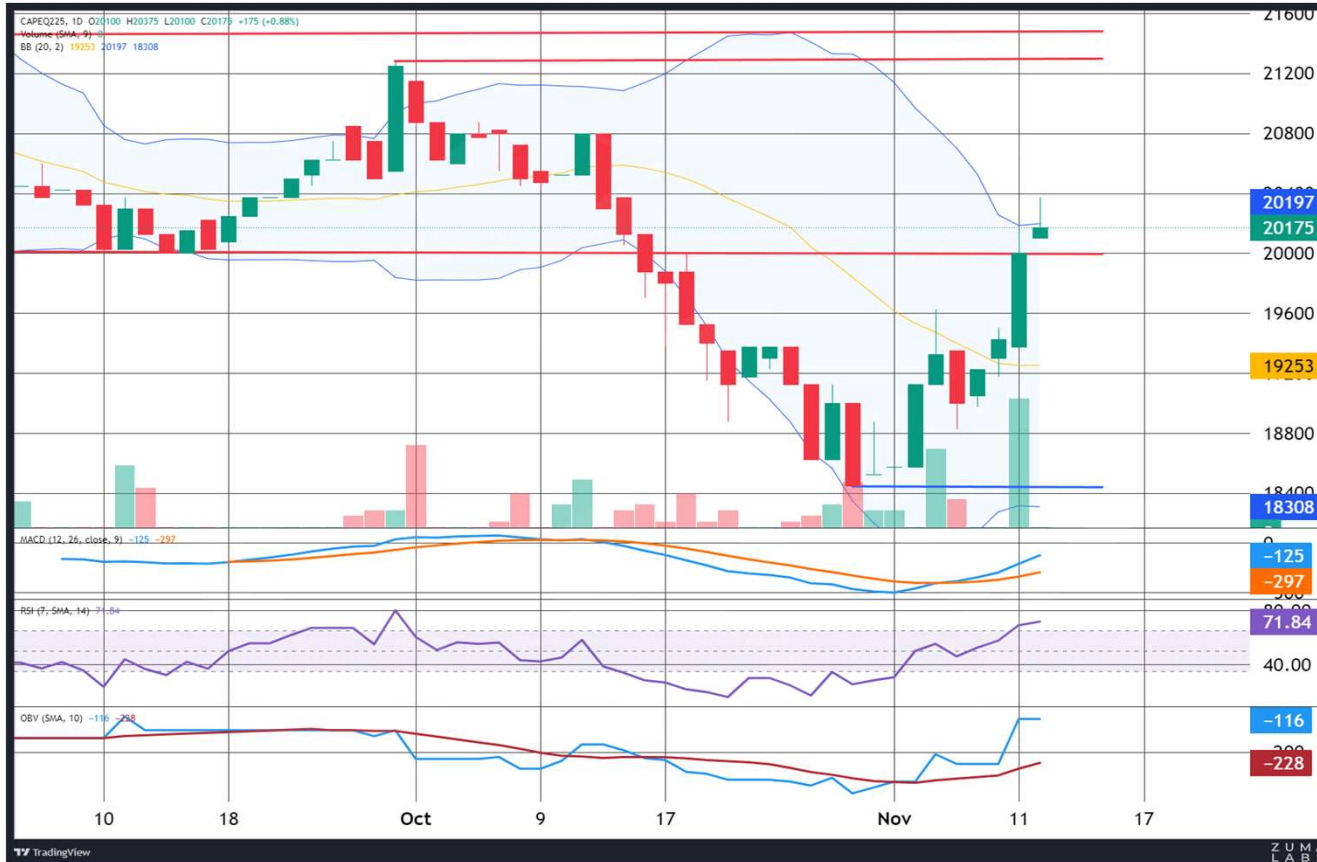 CAPEQ225, 1D O20100 H20375 L20100 C20175 +175 (+0.88%)
Volume (SMA, 9) 0
BB (20, 2) 19253 20197 18308
21600
21200
20800
20197
20175
20000
19600
19253
18800
18400
18308
MACD (12, 26, close, 9) −125 −297
−125
−297
RSI (7, SMA, 14) 71.84
71.84
40.00
OBV (SMA, 10) −116 −228
−116
−228
10 18 Oct 9 17 Nov 11 17
TradingView
ZUM
LAB